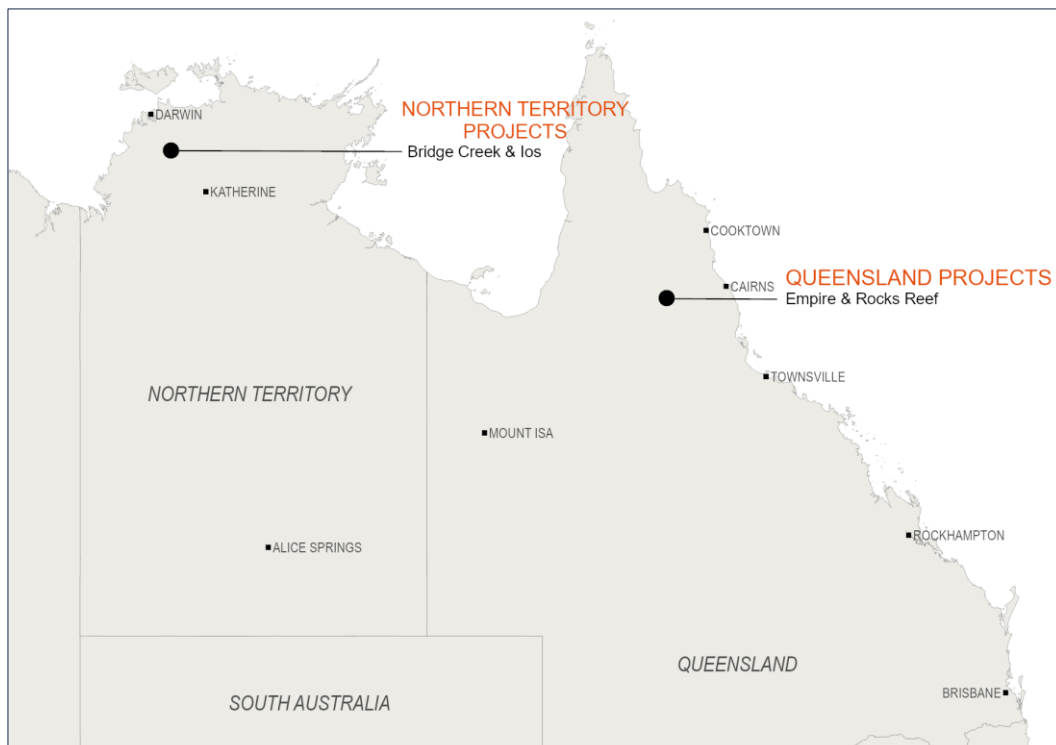 DARWIN
NORTHERN TERRITORY
PROJECTS
Bridge Creek & Ios
KATHERINE
COOKTOWN
QUEENSLAND PROJECTS
CAIRNS
Empire & Rocks Reef
TOWNSVILLE
NORTHERN TERRITORY
MOUNT ISA
ROCKHAMPTON
ALICE SPRINGS
QUEENSLAND
BRISBANE
SOUTH AUSTRALIA